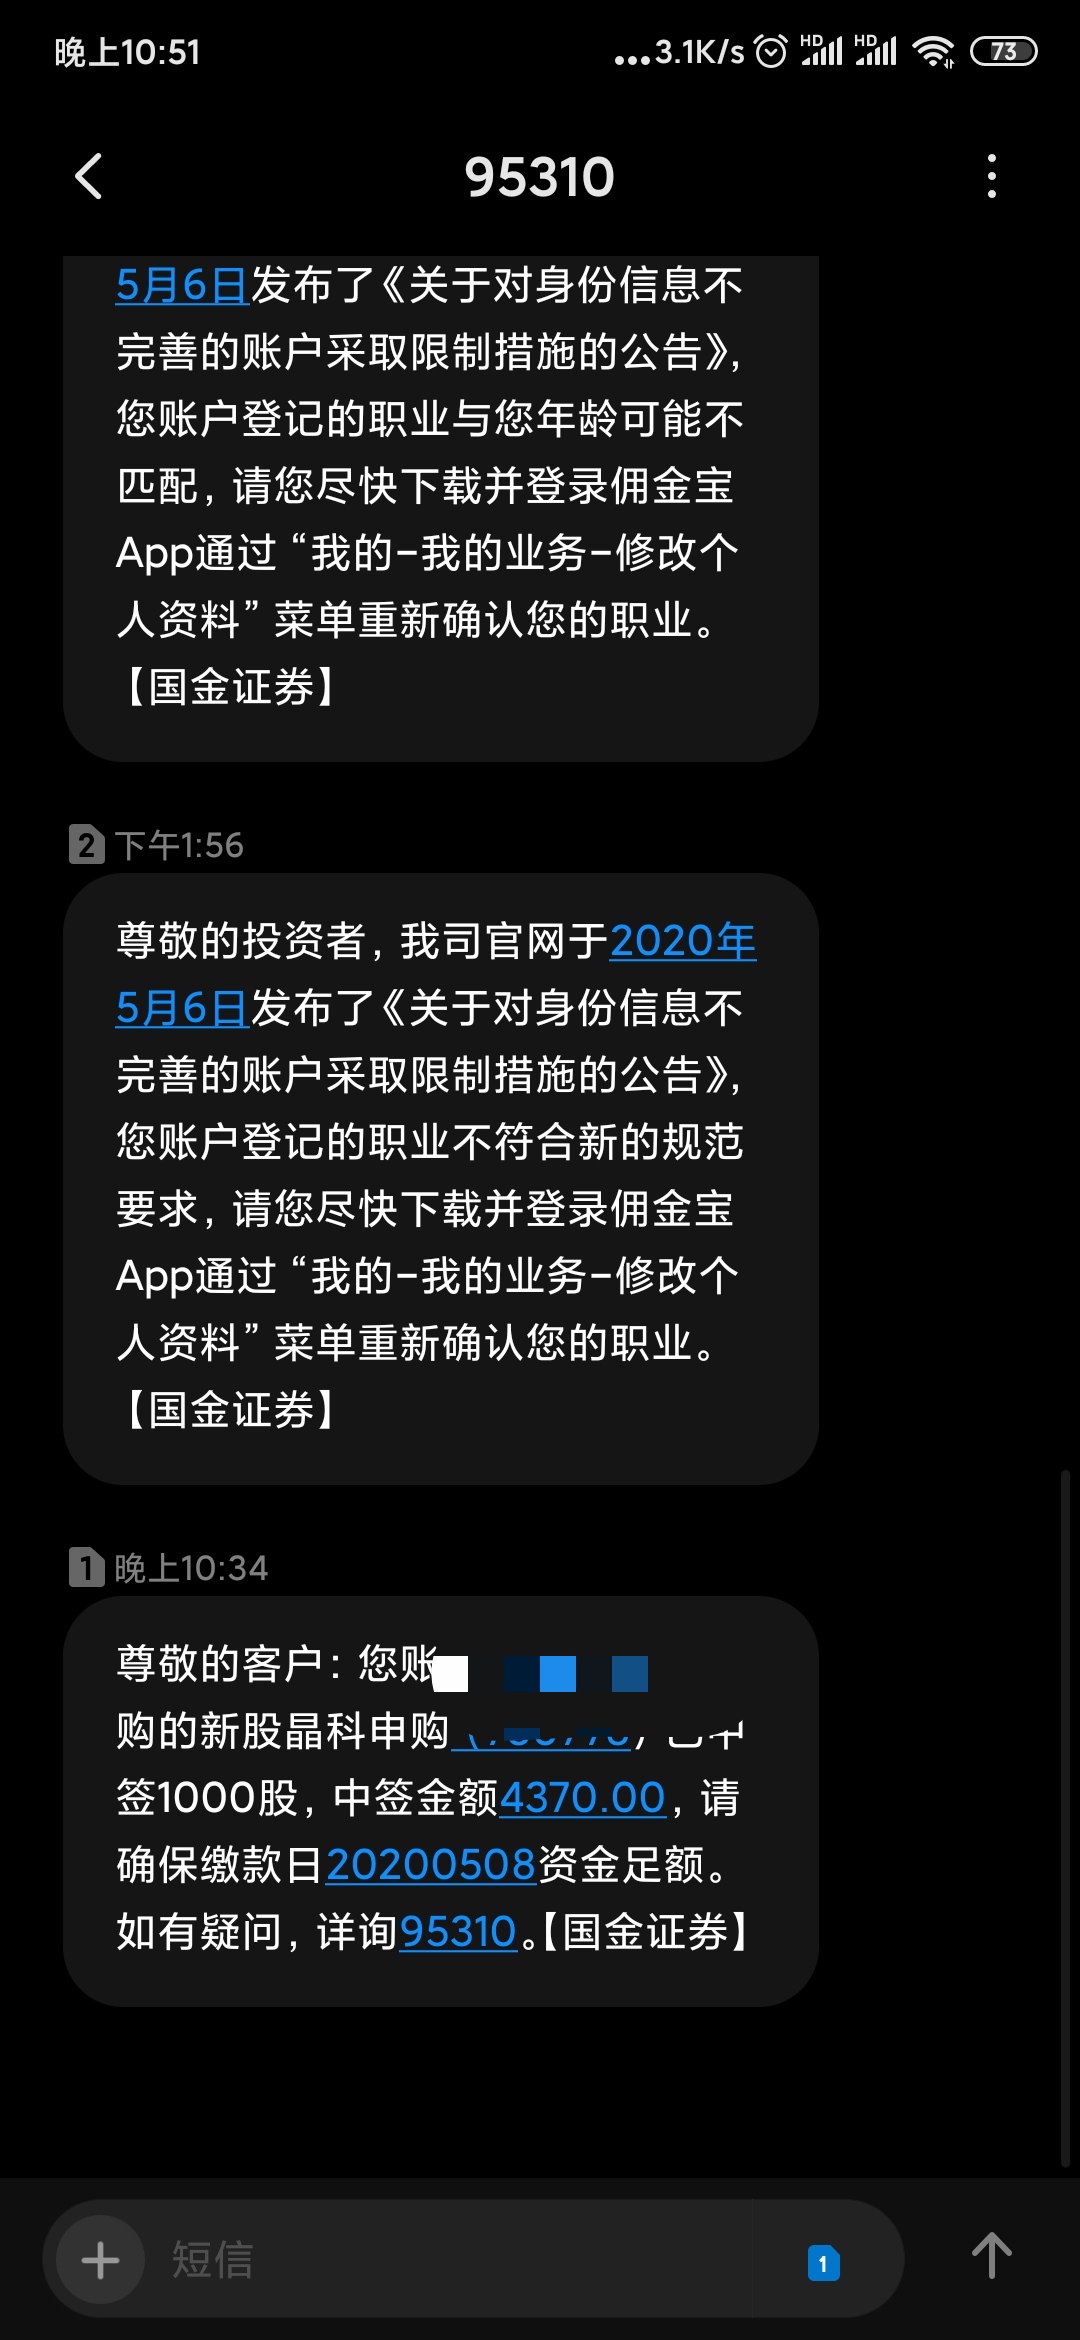 晚上10:51
...3.1K/s HD HD 73
95310
5月6日发布了《关于对身份信息不
完善的账户采取限制措施的公告》,
您账户登记的职业与您年龄可能不
匹配, 请您尽快下载并登录佣金宝
App通过 “我的-我的业务-修改个
人资料” 菜单重新确认您的职业。
【国金证券】
2 下午1:56
尊敬的投资者, 我司官网于2020年
5月6日发布了《关于对身份信息不
完善的账户采取限制措施的公告》,
您账户登记的职业不符合新的规范
要求, 请您尽快下载并登录佣金宝
App通过 “我的-我的业务-修改个
人资料” 菜单重新确认您的职业。
【国金证券】
1 晚上10:34
尊敬的客户: 您账
购的新股晶科申购
签1000股, 中签金额4370.00, 请
确保缴款日20200508资金足额。
如有疑问, 详询95310。【国金证券】
短信
1